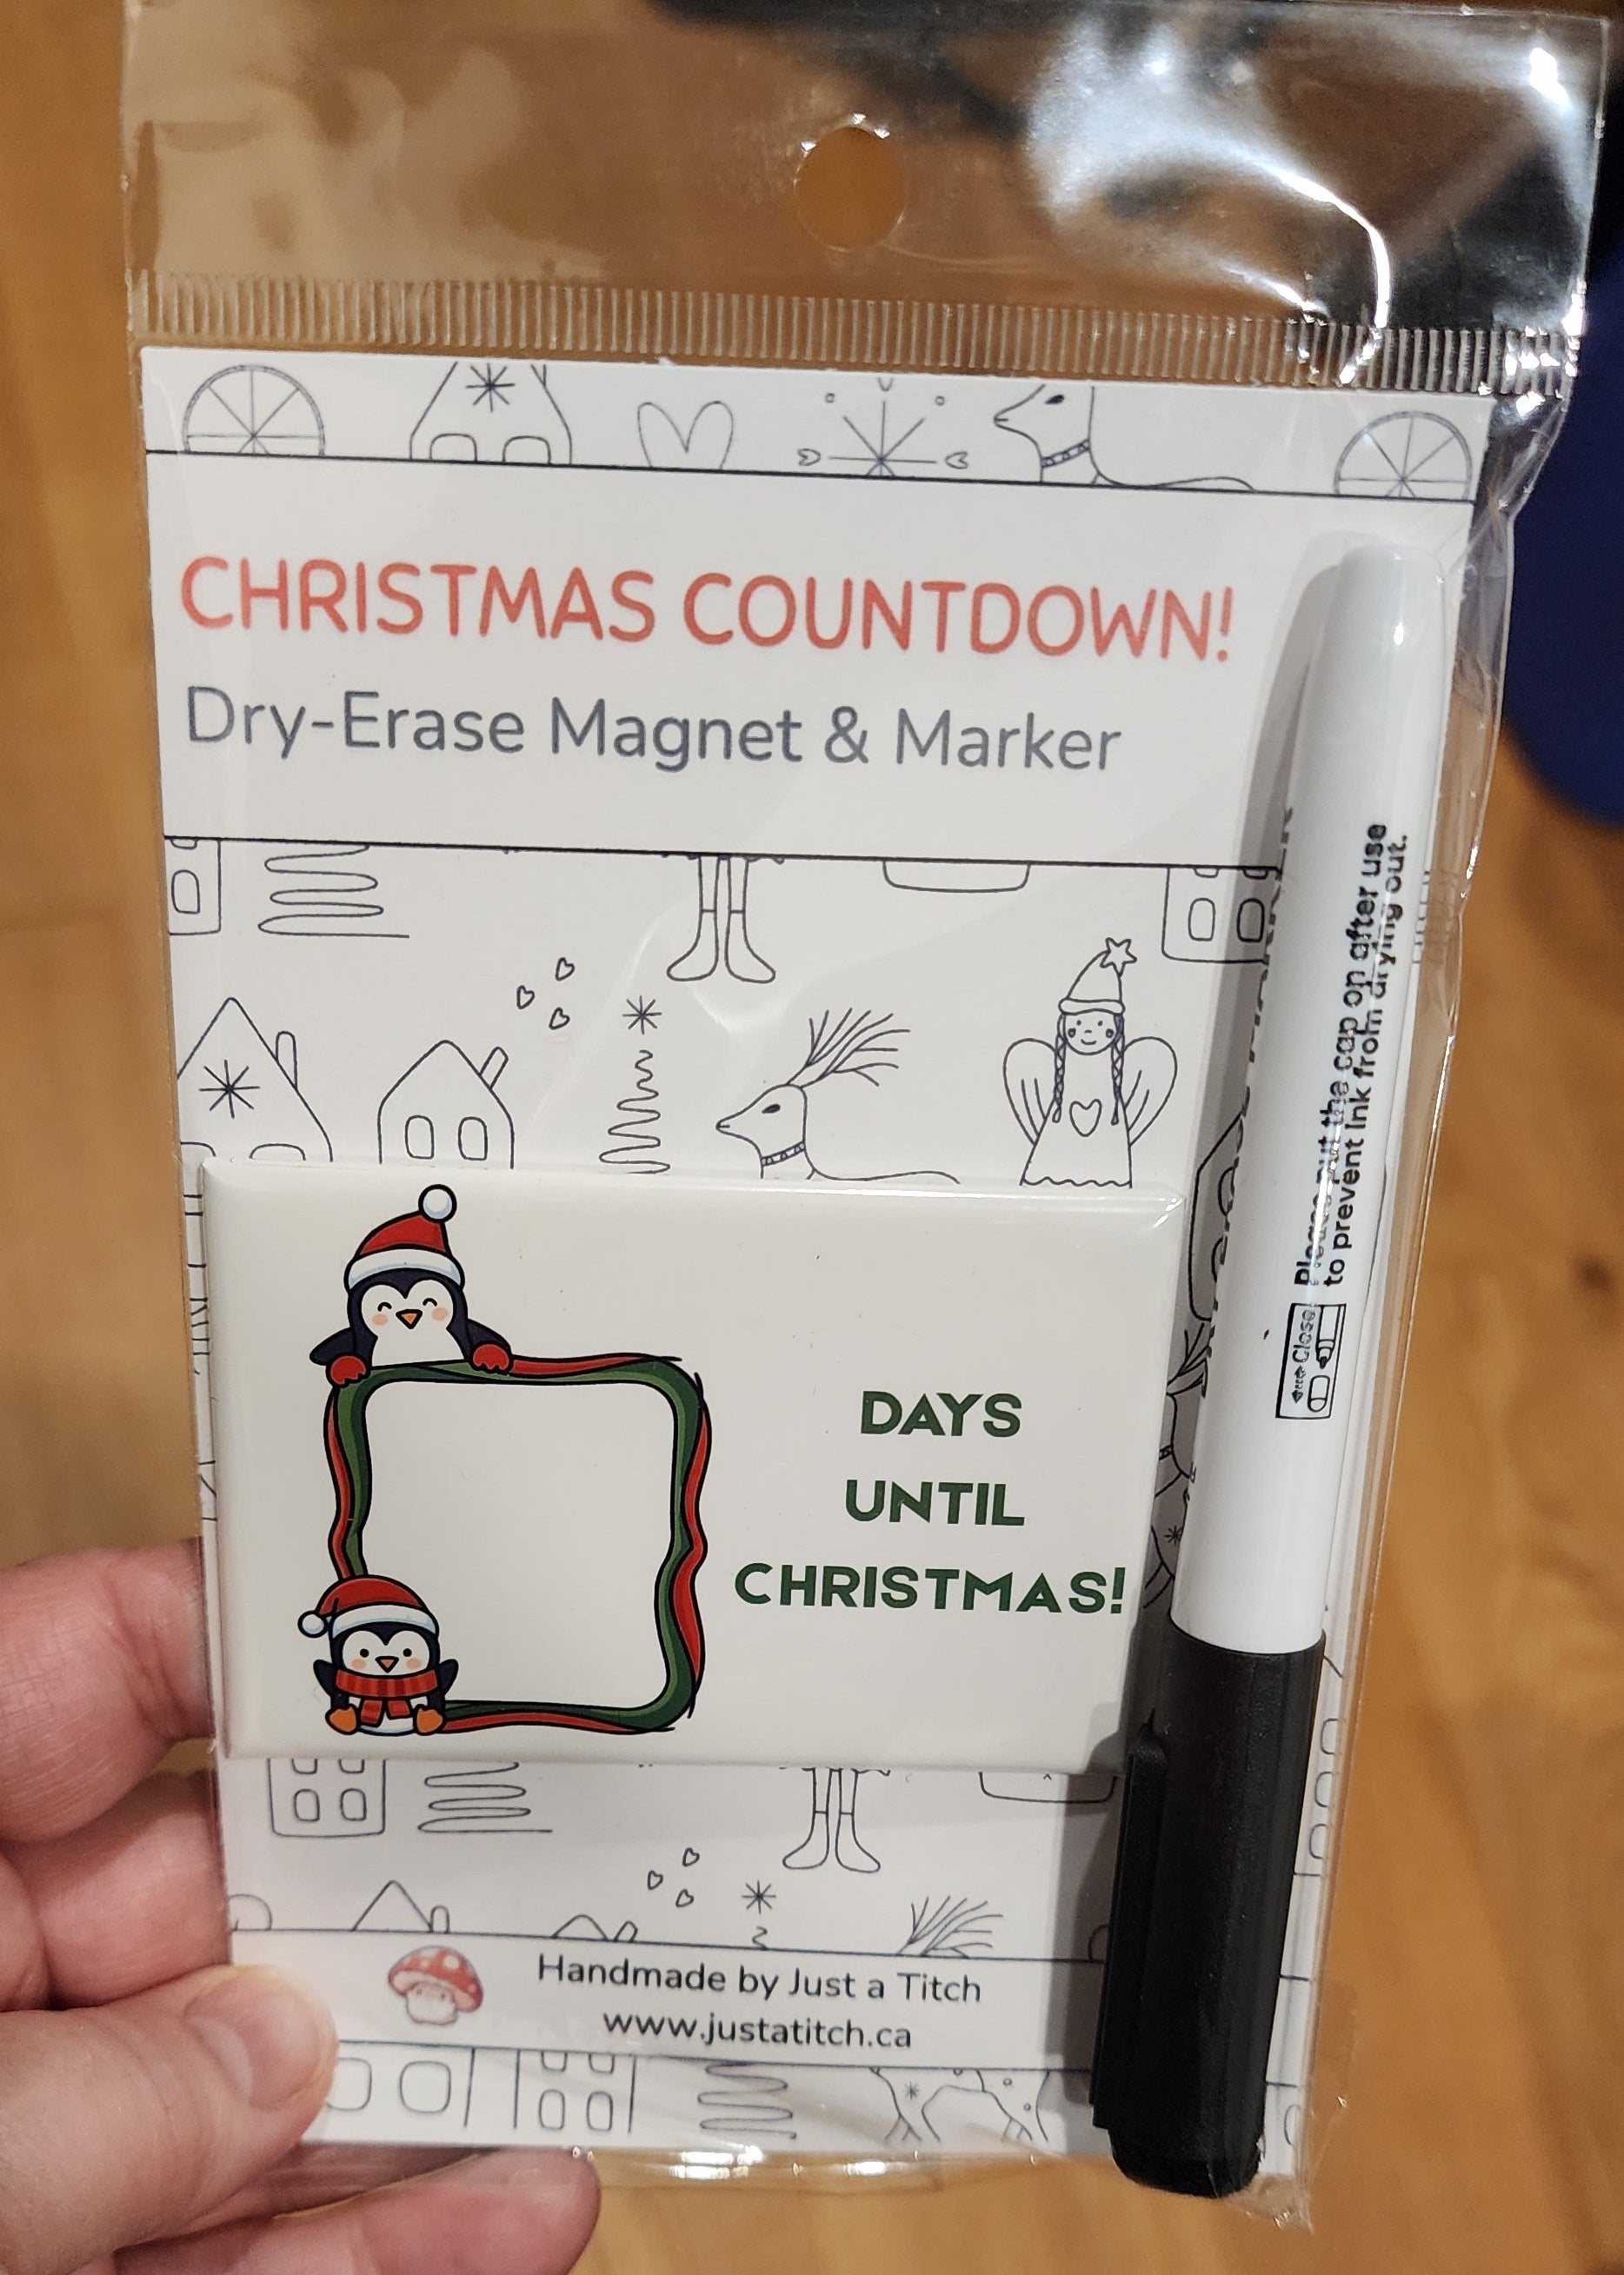 CHRISTMAS COUNTDOWN!
Dry-Erase Magnet & Marker
DAYS
UNTIL
CHRISTMAS!
Handmade by Just a Titch
www.justatitch.ca
Close
Please put the cap on after use
to prevent ink from drying out.